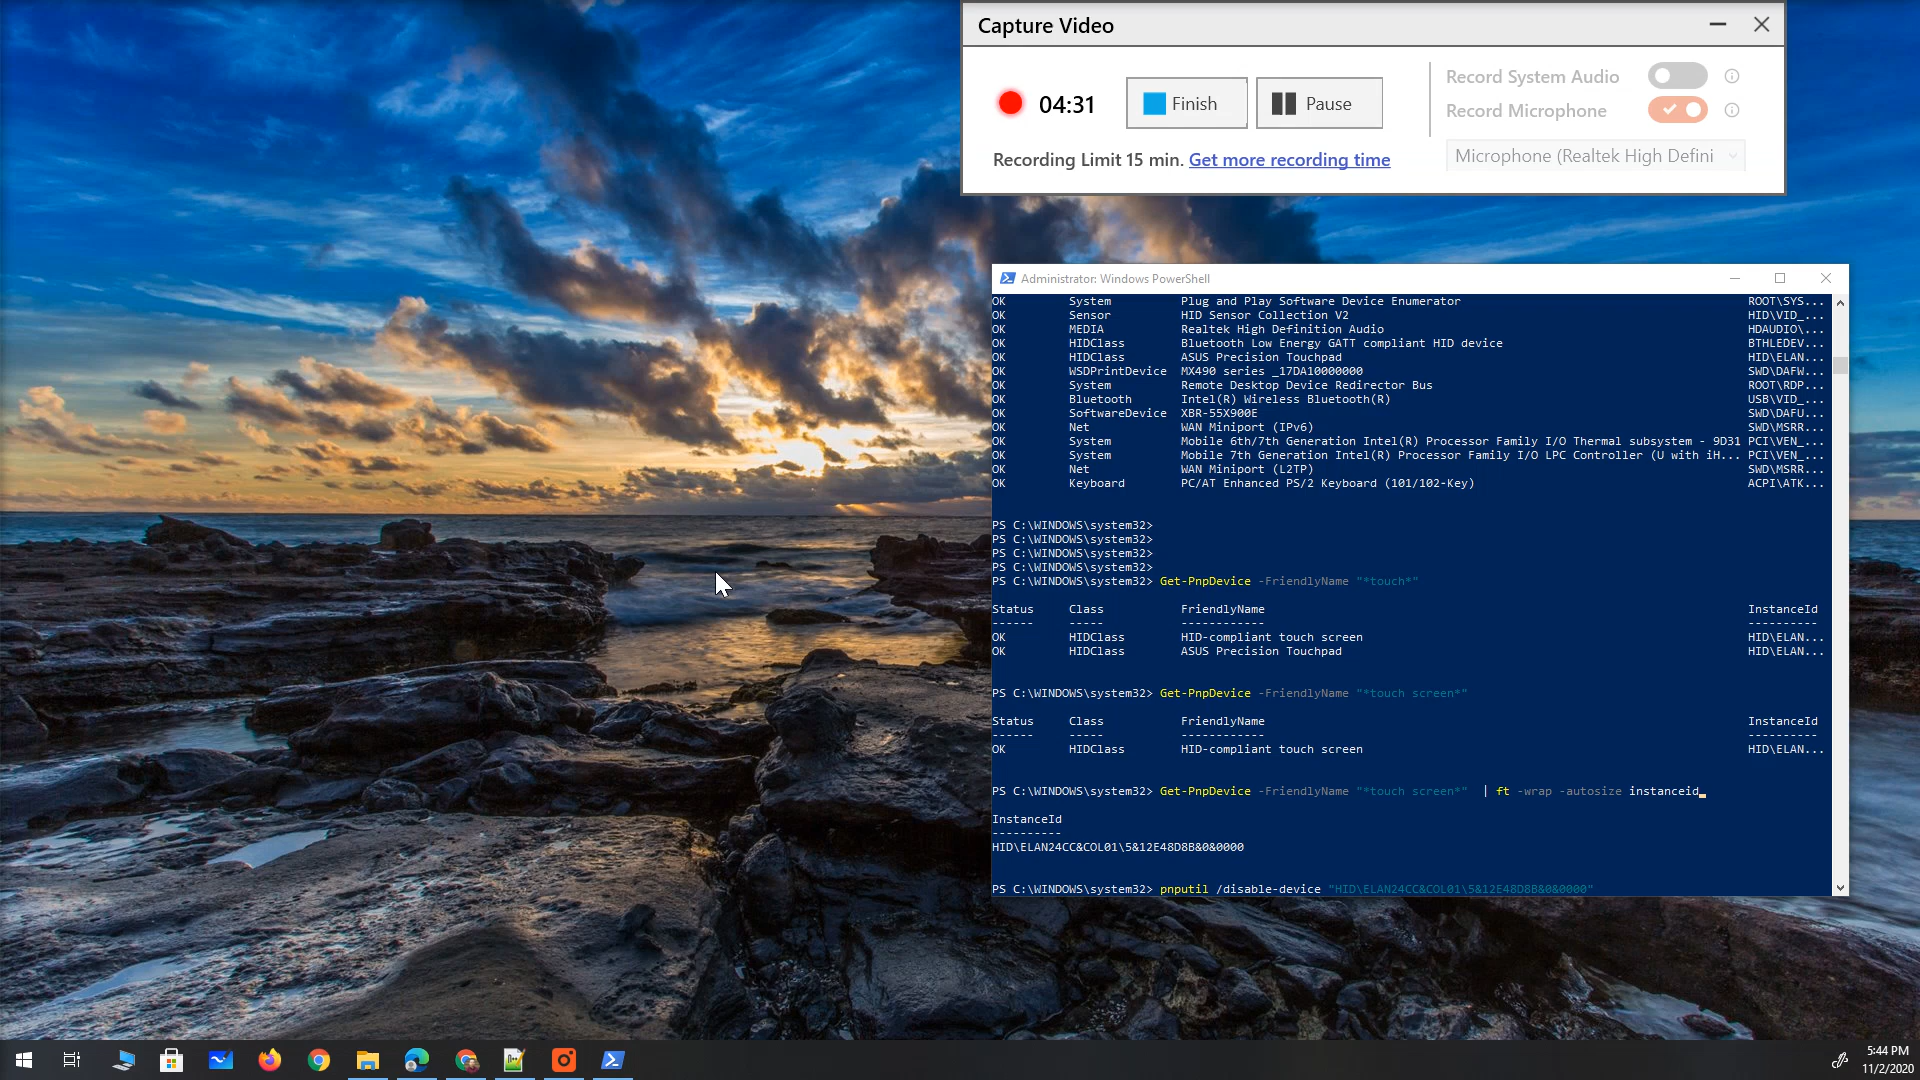 Capture Video
04:31
Finish
Pause
Record System Audio
Record Microphone
Microphone (Realtek High Defini
Recording Limit 15 min. Get more recording time
Administrator: Windows PowerShell
OK System Plug and Play Software Device Enumerator ROOT\SYS...
OK Sensor HID Sensor Collection V2 HID\VID_...
OK MEDIA Realtek High Definition Audio HDAUDIO\...
OK HIDClass Bluetooth Low Energy GATT compliant HID device BTHLEDEV...
OK HIDClass ASUS Precision Touchpad HID\ELAN...
OK WSDPrintDevice MX490 series _17DA10000000 SWD\DAFW...
OK System Remote Desktop Device Redirector Bus ROOT\RDP...
OK Bluetooth Intel(R) Wireless Bluetooth(R) USB\VID_...
OK SoftwareDevice XBR-55X900E SWD\DAFU...
OK Net WAN Miniport (IPv6) SWD\MSRR...
OK System Mobile 6th/7th Generation Intel(R) Processor Family I/O Thermal subsystem - 9D31 PCI\VEN_...
OK System Mobile 7th Generation Intel(R) Processor Family I/O LPC Controller (U with iH... PCI\VEN_...
OK Net WAN Miniport (L2TP) SWD\MSRR...
OK Keyboard PC/AT Enhanced PS/2 Keyboard (101/102-Key) ACPI\ATK...
PS C:\WINDOWS\system32>
PS C:\WINDOWS\system32>
PS C:\WINDOWS\system32>
PS C:\WINDOWS\system32>
PS C:\WINDOWS\system32> Get-PnpDevice -FriendlyName "*touch*"
Status Class FriendlyName InstanceId
------ ----- ------------ ----------
OK HIDClass HID-compliant touch screen HID\ELAN...
OK HIDClass ASUS Precision Touchpad HID\ELAN...
PS C:\WINDOWS\system32> Get-PnpDevice -FriendlyName "*touch screen*"
Status Class FriendlyName InstanceId
------ ----- ------------ ----------
OK HIDClass HID-compliant touch screen HID\ELAN...
PS C:\WINDOWS\system32> Get-PnpDevice -FriendlyName "*touch screen*" | ft -wrap -autosize instanceid
InstanceId
----------
HID\ELAN24CC&COL01\5&12E48D8B&0&0000
PS C:\WINDOWS\system32> pnputil /disable-device "HID\ELAN24CC&COL01\5&12E48D8B&0&0000"
5:44 PM
11/2/2020